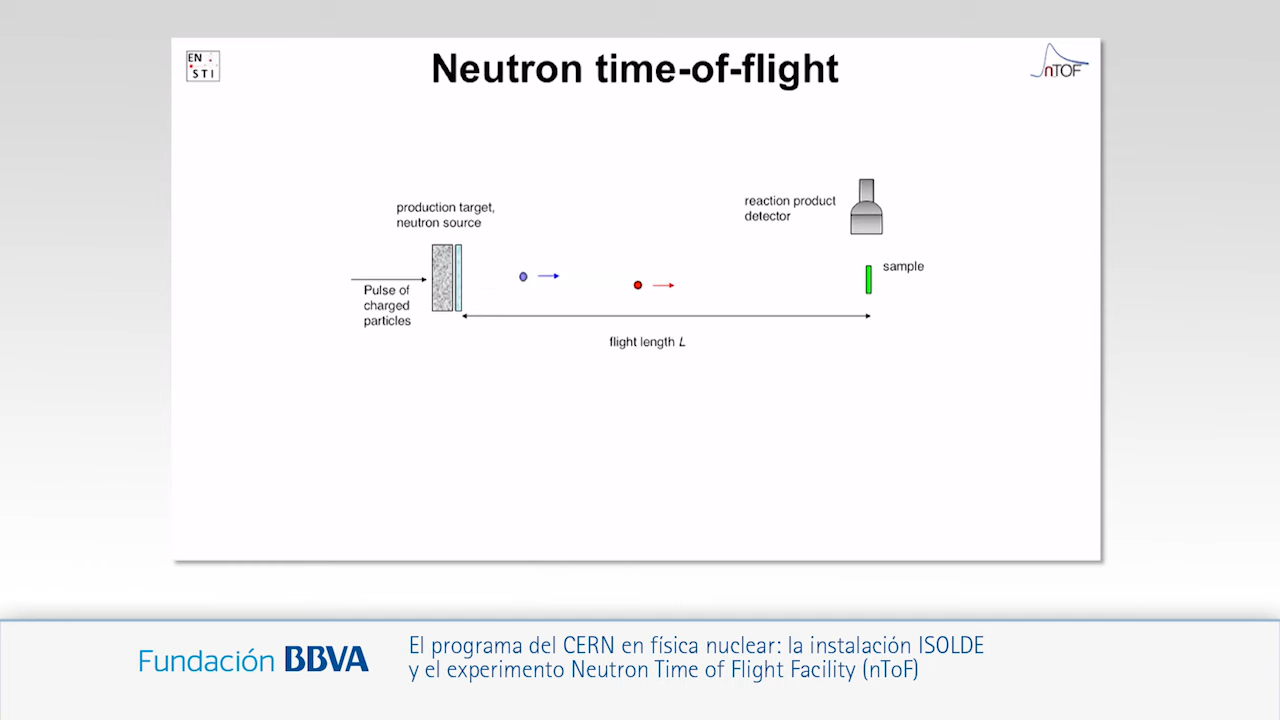 EN
STI
Neutron time-of-flight
nTOF
production target,
neutron source
reaction product
detector
sample
Pulse of
charged
particles
flight length L
Fundación BBVA
El programa del CERN en física nuclear: la instalación ISOLDE
y el experimento Neutron Time of Flight Facility (nToF)